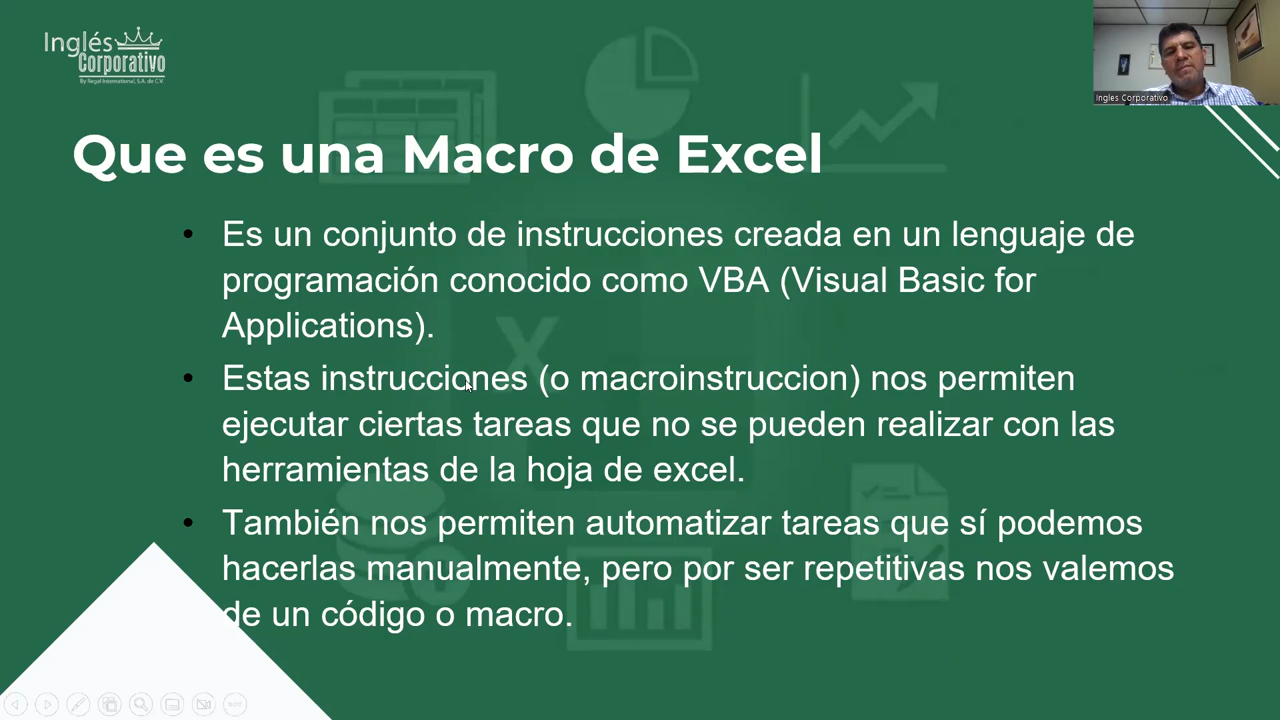 Inglés
Corporativo
By Regal International, S.A. de C.V.
Ingles Corporativo
Que es una Macro de Excel
• Es un conjunto de instrucciones creada en un lenguaje de
programación conocido como VBA (Visual Basic for
Applications).
• Estas instrucciones (o macroinstruccion) nos permiten
ejecutar ciertas tareas que no se pueden realizar con las
herramientas de la hoja de excel.
• También nos permiten automatizar tareas que sí podemos
hacerlas manualmente, pero por ser repetitivas nos valemos
de un código o macro.
X